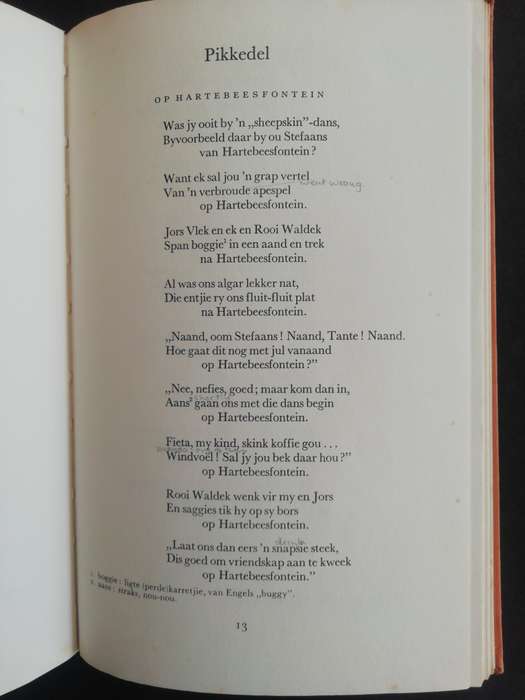 Pikkedel
OP HARTEBEESFONTEIN
Was jy ooit by 'n „sheepskin”-dans,
Byvoorbeeld daar by ou Stefaans
van Hartebeesfontein?
Want ek sal jou 'n grap vertel
went wrong
Van 'n verbroude apespel
op Hartebeesfontein.
Jors Vlek en ek en Rooi Waldek
Span boggie¹ in een aand en trek
na Hartebeesfontein.
Al was ons algar lekker nat,
Die entjie ry ons fluit-fluit plat
na Hartebeesfontein.
„Naand, oom Stefaans! Naand, Tante! Naand.
Hoe gaat dit nog met jul vanaand
op Hartebeesfontein?”
„Nee, nefies, goed; maar kom dan in,
Aans² gaan ons met die dans begin
op Hartebeesfontein.
Fieta, my kind, skink koffie gou . . .
Windvoël! Sal jy jou bek daar hou?”
op Hartebeesfontein.
Rooi Waldek wenk vir my en Jors
En saggies tik hy op sy bors
op Hartebeesfontein.
drink
„Laat ons dan eers 'n snapsie steek,
Dis goed om vriendskap aan te kweek
op Hartebeesfontein.”
1. boggie: ligte (perde)karretjie, van Engels „buggy”.
2. aans: straks, nou-nou.
13